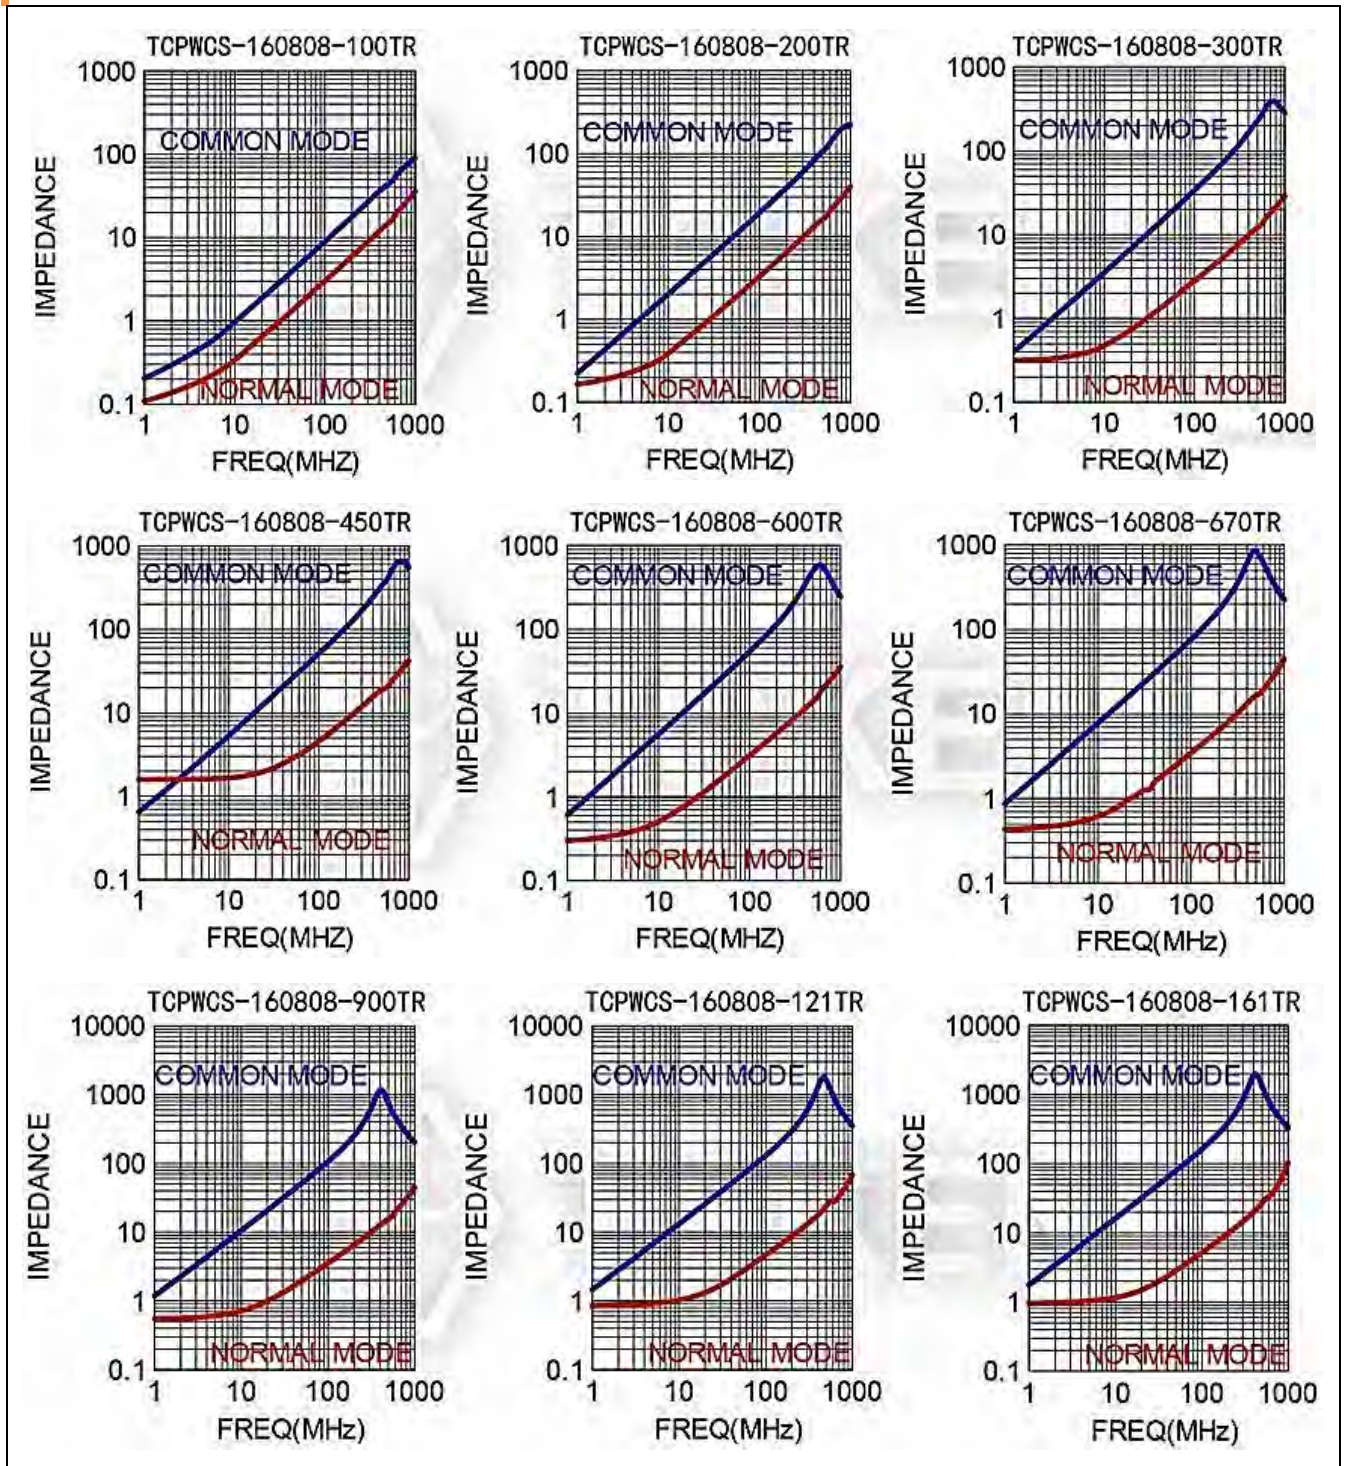 TCPWCS-160808-100TR
1000
100
10
1
0.1
IMPEDANCE
COMMON MODE
NORMAL MODE
1 10 100 1000
FREQ(MHZ)
TCPWCS-160808-200TR
1000
100
10
1
0.1
IMPEDANCE
COMMON MODE
NORMAL MODE
1 10 100 1000
FREQ(MHZ)
TCPWCS-160808-300TR
1000
100
10
1
0.1
IMPEDANCE
COMMON MODE
NORMAL MODE
1 10 100 1000
FREQ(MHZ)
TCPWCS-160808-450TR
1000
100
10
1
0.1
IMPEDANCE
COMMON MODE
NORMAL MODE
1 10 100 1000
FREQ(MHZ)
TCPWCS-160808-600TR
1000
100
10
1
0.1
IMPEDANCE
COMMON MODE
NORMAL MODE
1 10 100 1000
FREQ(MHZ)
TCPWCS-160808-670TR
1000
100
10
1
0.1
IMPEDANCE
COMMON MODE
NORMAL MODE
1 10 100 1000
FREQ(MHz)
TCPWCS-160808-900TR
10000
1000
100
10
1
0.1
IMPEDANCE
COMMON MODE
NORMAL MODE
1 10 100 1000
FREQ(MHz)
TCPWCS-160808-121TR
10000
1000
100
10
1
0.1
IMPEDANCE
COMMON MODE
NORMAL MODE
1 10 100 1000
FREQ(MHz)
TCPWCS-160808-161TR
10000
1000
100
10
1
0.1
IMPEDANCE
COMMON MODE
NORMAL MODE
1 10 100 1000
FREQ(MHz)